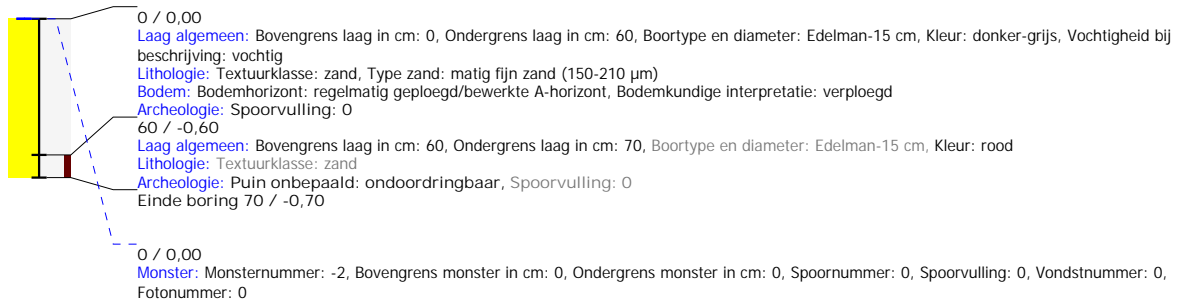 0 / 0,00
Laag algemeen: Bovengrens laag in cm: 0, Ondergrens laag in cm: 60, Boortype en diameter: Edelman-15 cm, Kleur: donker-grijs, Vochtigheid bij
beschrijving: vochtig
Lithologie: Textuurklasse: zand, Type zand: matig fijn zand (150-210 µm)
Bodem: Bodemhorizont: regelmatig geploegd/bewerkte A-horizont, Bodemkundige interpretatie: verploegd
Archeologie: Spoorvulling: 0
60 / -0,60
Laag algemeen: Bovengrens laag in cm: 60, Ondergrens laag in cm: 70, Boortype en diameter: Edelman-15 cm, Kleur: rood
Lithologie: Textuurklasse: zand
Archeologie: Puin onbepaald: ondoordringbaar, Spoorvulling: 0
Einde boring 70 / -0,70
0 / 0,00
Monster: Monsternummer: -2, Bovengrens monster in cm: 0, Ondergrens monster in cm: 0, Spoornummer: 0, Spoorvulling: 0, Vondstnummer: 0,
Fotonummer: 0